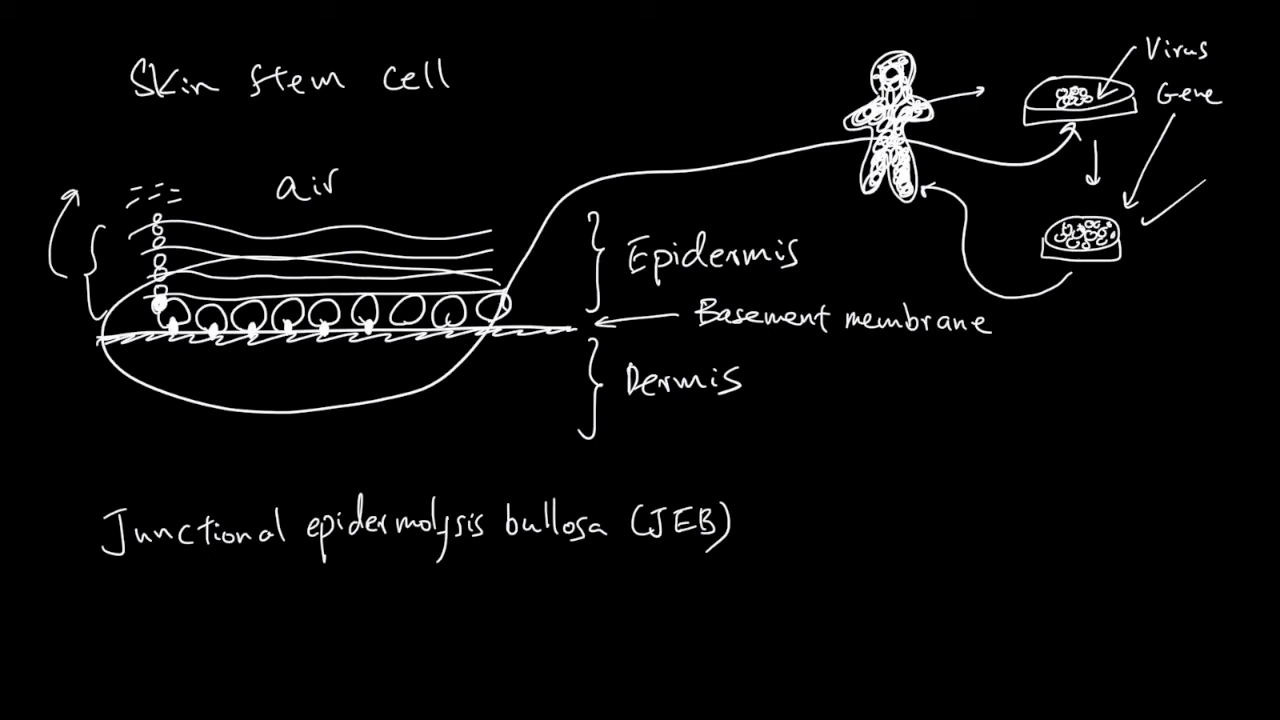 Skin stem cell
Virus
Gene
air
Epidermis
Basement membrane
Dermis
Junctional epidermolysis bullosa (JEB)